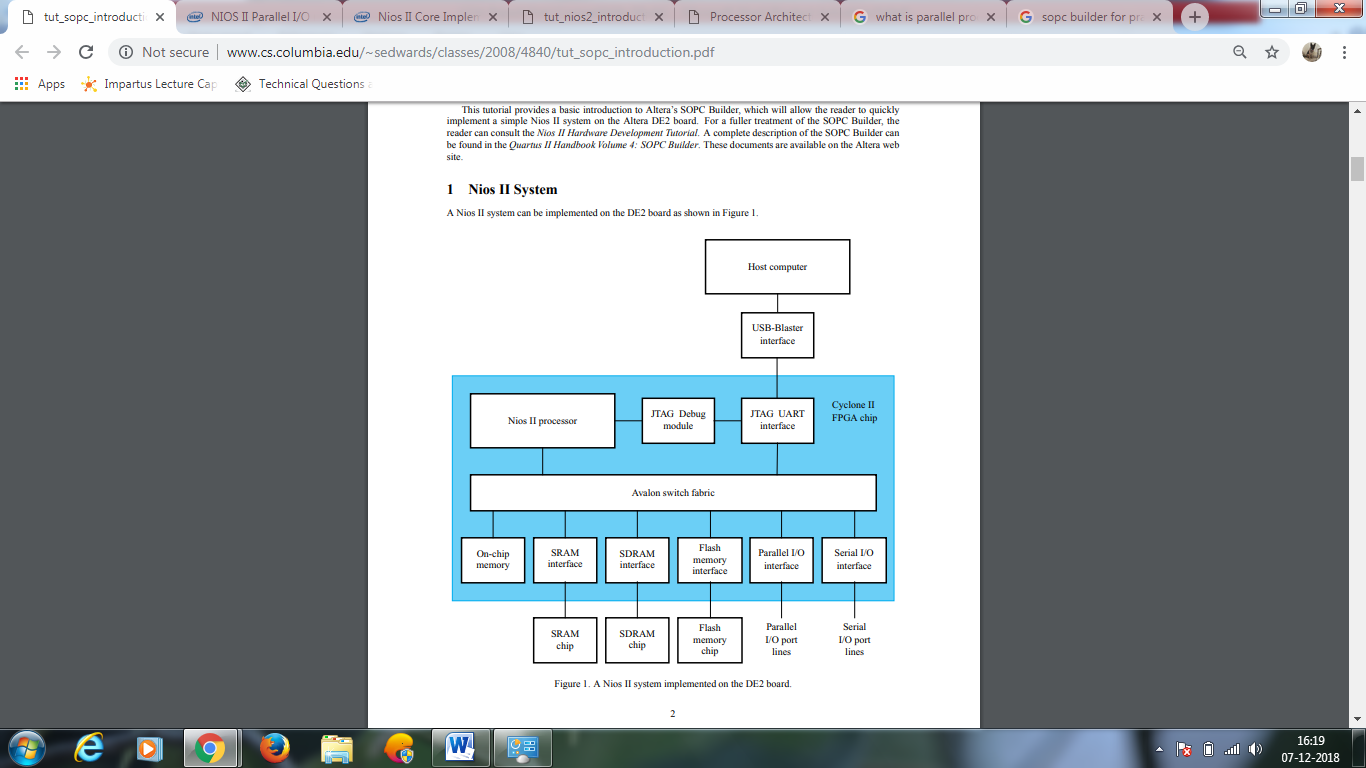 tut_sopc_introducti
NIOS II Parallel I/O
Nios II Core Implem
tut_nios2_introduct
Processor Architect
what is parallel pro
sopc builder for pre
Not secure | www.cs.columbia.edu/~sedwards/classes/2008/4840/tut_sopc_introduction.pdf
Apps
Impartus Lecture Cap
Technical Questions a
This tutorial provides a basic introduction to Altera's SOPC Builder, which will allow the reader to quickly
implement a simple Nios II system on the Altera DE2 board. For a fuller treatment of the SOPC Builder, the
reader can consult the Nios II Hardware Development Tutorial. A complete description of the SOPC Builder can
be found in the Quartus II Handbook Volume 4: SOPC Builder. These documents are available on the Altera web
site.
1 Nios II System
A Nios II system can be implemented on the DE2 board as shown in Figure 1.
Host computer
USB-Blaster
interface
Cyclone II
FPGA chip
Nios II processor
JTAG Debug
module
JTAG UART
interface
Avalon switch fabric
On-chip
memory
SRAM
interface
SDRAM
interface
Flash
memory
interface
Parallel I/O
interface
Serial I/O
interface
SRAM
chip
SDRAM
chip
Flash
memory
chip
Parallel
I/O port
lines
Serial
I/O port
lines
Figure 1. A Nios II system implemented on the DE2 board.
2
16:19
07-12-2018